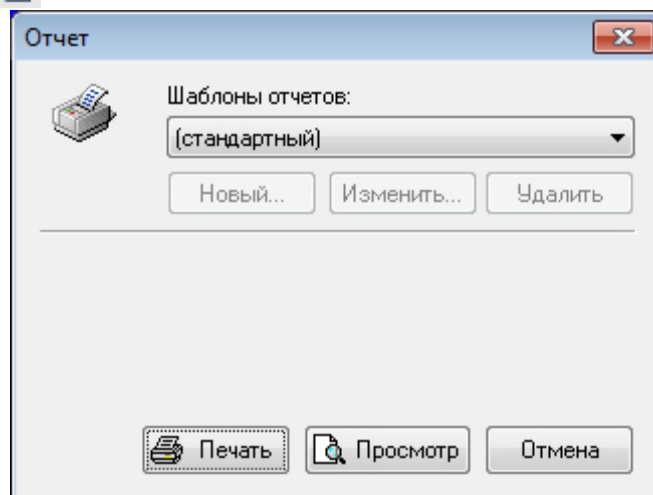 Отчет
Шаблоны отчетов:
(стандартный)
Новый... Изменить... Удалить
Печать Просмотр Отмена